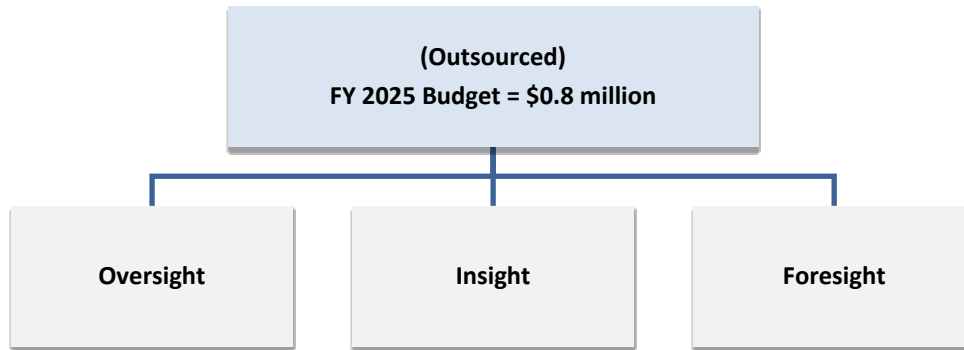 (Outsourced)
FY 2025 Budget = $0.8 million
Oversight
Insight
Foresight